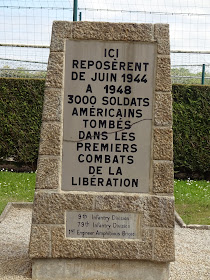 ICI
REPOSÈRENT
DE JUIN 1944
A 1948
3000 SOLDATS
AMÉRICAINS
TOMBÉS
DANS LES
PREMIERS
COMBATS
DE LA
LIBÉRATION
9th Infantry Division
79th Infantry Division
1st Engineer Amphibious Brigade